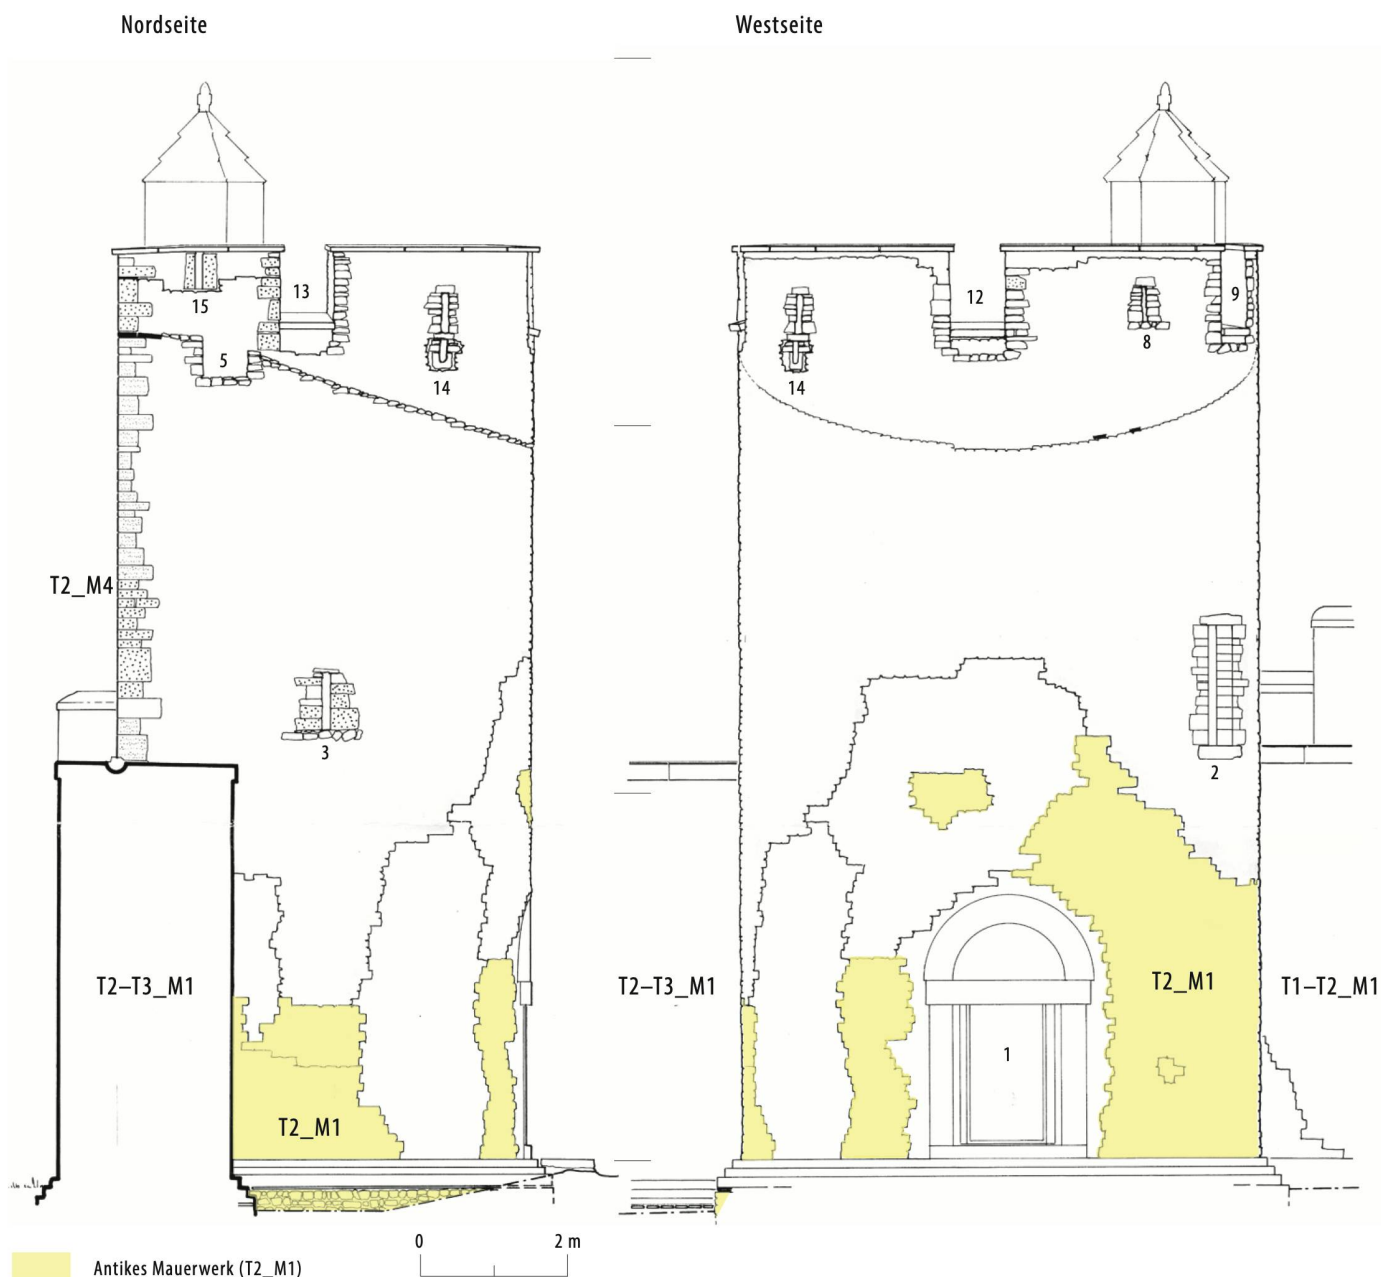 Nordseite
Westseite
15
13
5
14
14
12
8
9
T2_M4
3
2
T2–T3_M1
T2_M1
T2–T3_M1
1
T2_M1
T1–T2_M1
0 2 m
Antikes Mauerwerk (T2_M1)